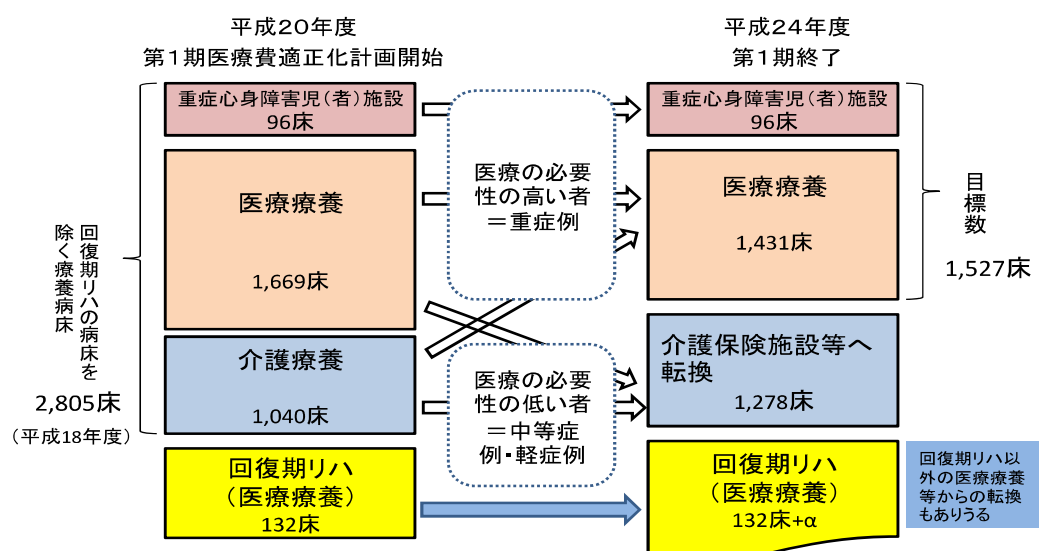 平成20年度
第1期医療費適正化計画開始
平成24年度
第1期終了
回復期リハの病床を
除く療養病床
2,805床
（平成18年度）
重症心身障害児（者）施設
96床
医療療養
1,669床
介護療養
1,040床
回復期リハ
（医療療養）
132床
医療の必要
性の高い者
＝重症例
医療の必要
性の低い者
＝中等症
例・軽症例
重症心身障害児（者）施設
96床
医療療養
1,431床
介護保険施設等へ
転換
1,278床
回復期リハ
（医療療養）
132床+α
目標数
1,527床
回復期リハ以
外の医療療養
等からの転換
もありうる